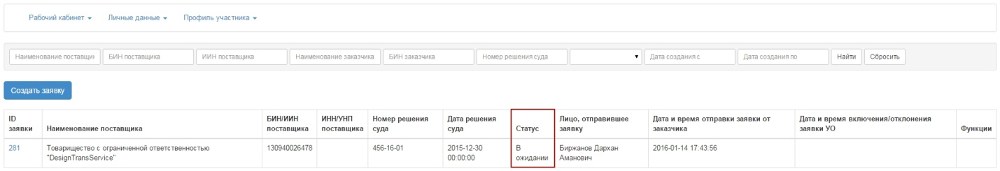 Рабочий кабинет Личные данные Профиль участника
Наименование поставщик БИН поставщика ИИН поставщика Наименование заказчика БИН заказчика Номер решения суда Дата создания с Дата создания по Найти Сбросить
Создать заявку
ID заявки Наименование поставщика БИН/ИИН поставщика ИНН/УНП поставщика Номер решения суда Дата решения суда Статус Лицо, отправившее заявку Дата и время отправки заявки от заказчика Дата и время включения/отклонения заявки УО Функции
281 Товарищество с ограниченной ответственностью "DesignTransService" 130940026478 456-16-01 2015-12-30 00:00:00 В ожидании Биржанов Дархан Аманович 2016-01-14 17:43:56